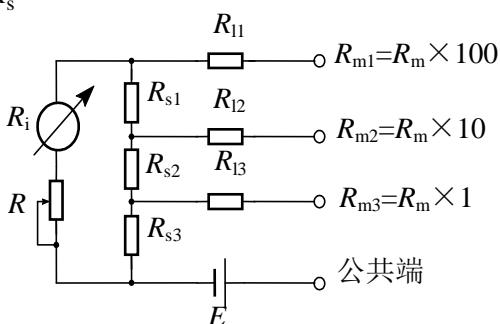 s
R_l1
R_m1=R_m×100
R_s1
R_i
R_l2
R_m2=R_m×10
R_s2
R_l3
R
R_m3=R_m×1
R_s3
公共端
E